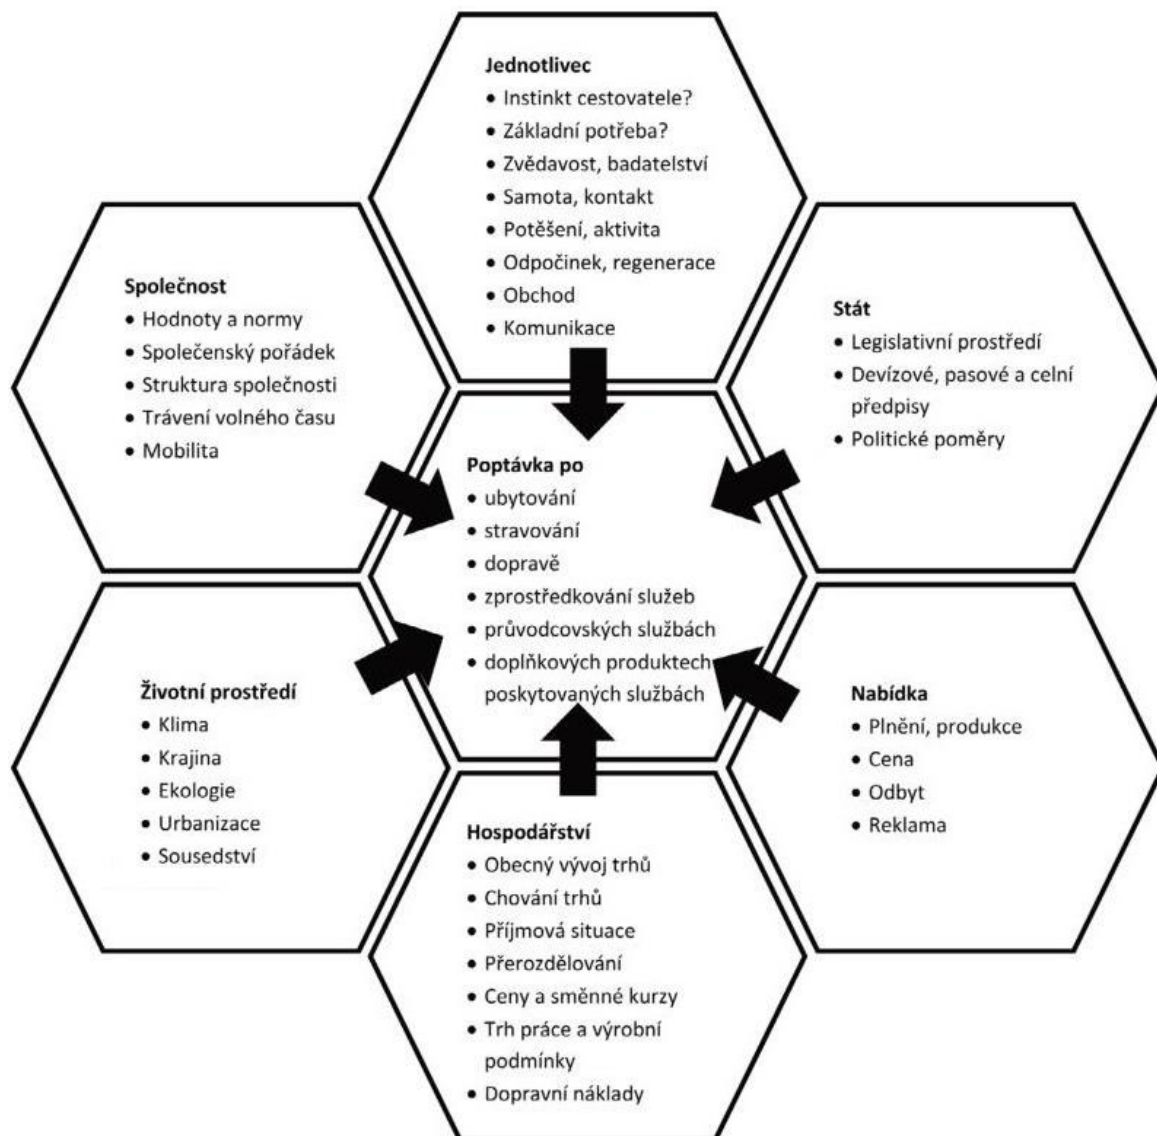 Jednotlivec
• Instinkt cestovatele?
• Základní potřeba?
• Zvědavost, badatelství
• Samota, kontakt
• Potěšení, aktivita
• Odpočinek, regenerace
• Obchod
• Komunikace
Společnost
• Hodnoty a normy
• Společenský pořádek
• Struktura společnosti
• Trávení volného času
• Mobilita
Stát
• Legislativní prostředí
• Devízové, pasové a celní
předpisy
• Politické poměry
Poptávka po
• ubytování
• stravování
• dopravě
• zprostředkování služeb
• průvodcovských službách
• doplňkových produktech
poskytovaných službách
Životní prostředí
• Klima
• Krajina
• Ekologie
• Urbanizace
• Sousedství
Nabídka
• Plnění, produkce
• Cena
• Odbyt
• Reklama
Hospodářství
• Obecný vývoj trhů
• Chování trhů
• Příjmová situace
• Přerozdělování
• Ceny a směnné kurzy
• Trh práce a výrobní
podmínky
• Dopravní náklady